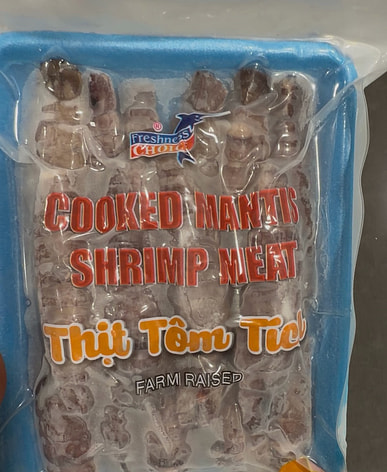 ®
Freshness
CHOICE
COOKED MANTIS
SHRIMP MEAT
Thịt Tôm Tích
FARM RAISED